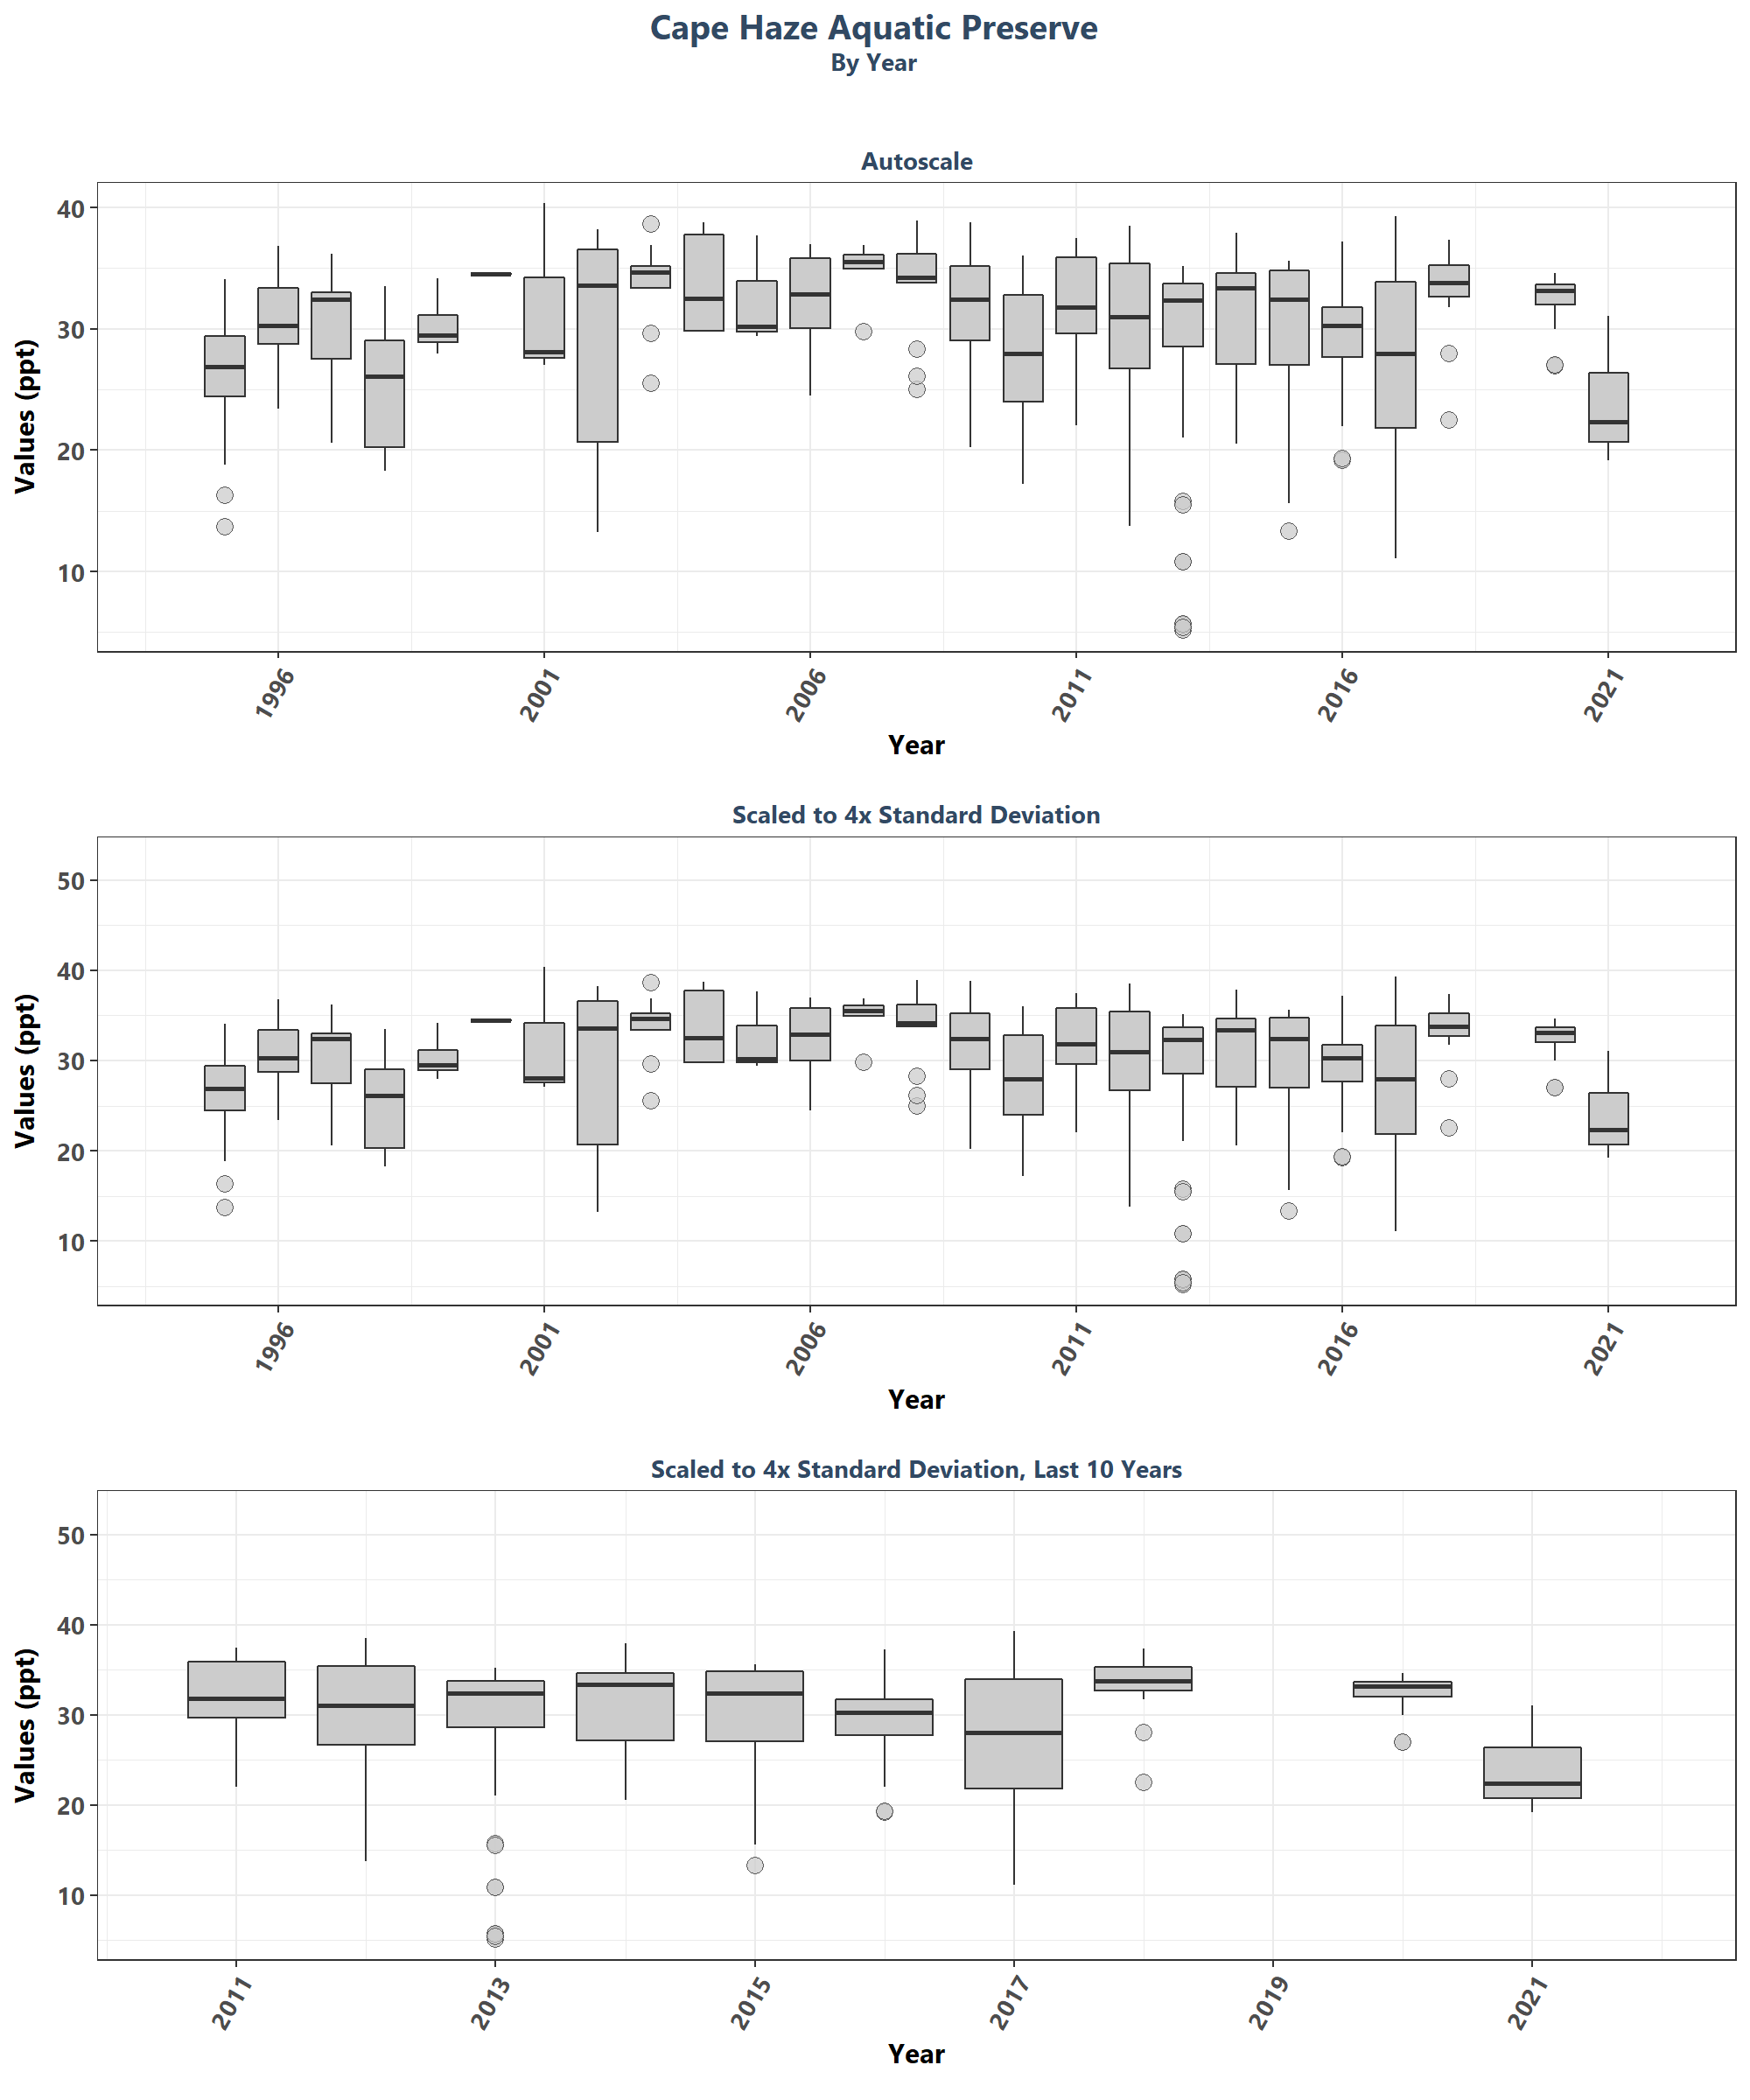 Cape Haze Aquatic Preserve
By Year
Autoscale
Values (ppt)
40
30
20
10
1996 2001 2006 2011 2016 2021
Year
Scaled to 4x Standard Deviation
Values (ppt)
50
40
30
20
10
1996 2001 2006 2011 2016 2021
Year
Scaled to 4x Standard Deviation, Last 10 Years
Values (ppt)
50
40
30
20
10
2011 2013 2015 2017 2019 2021
Year